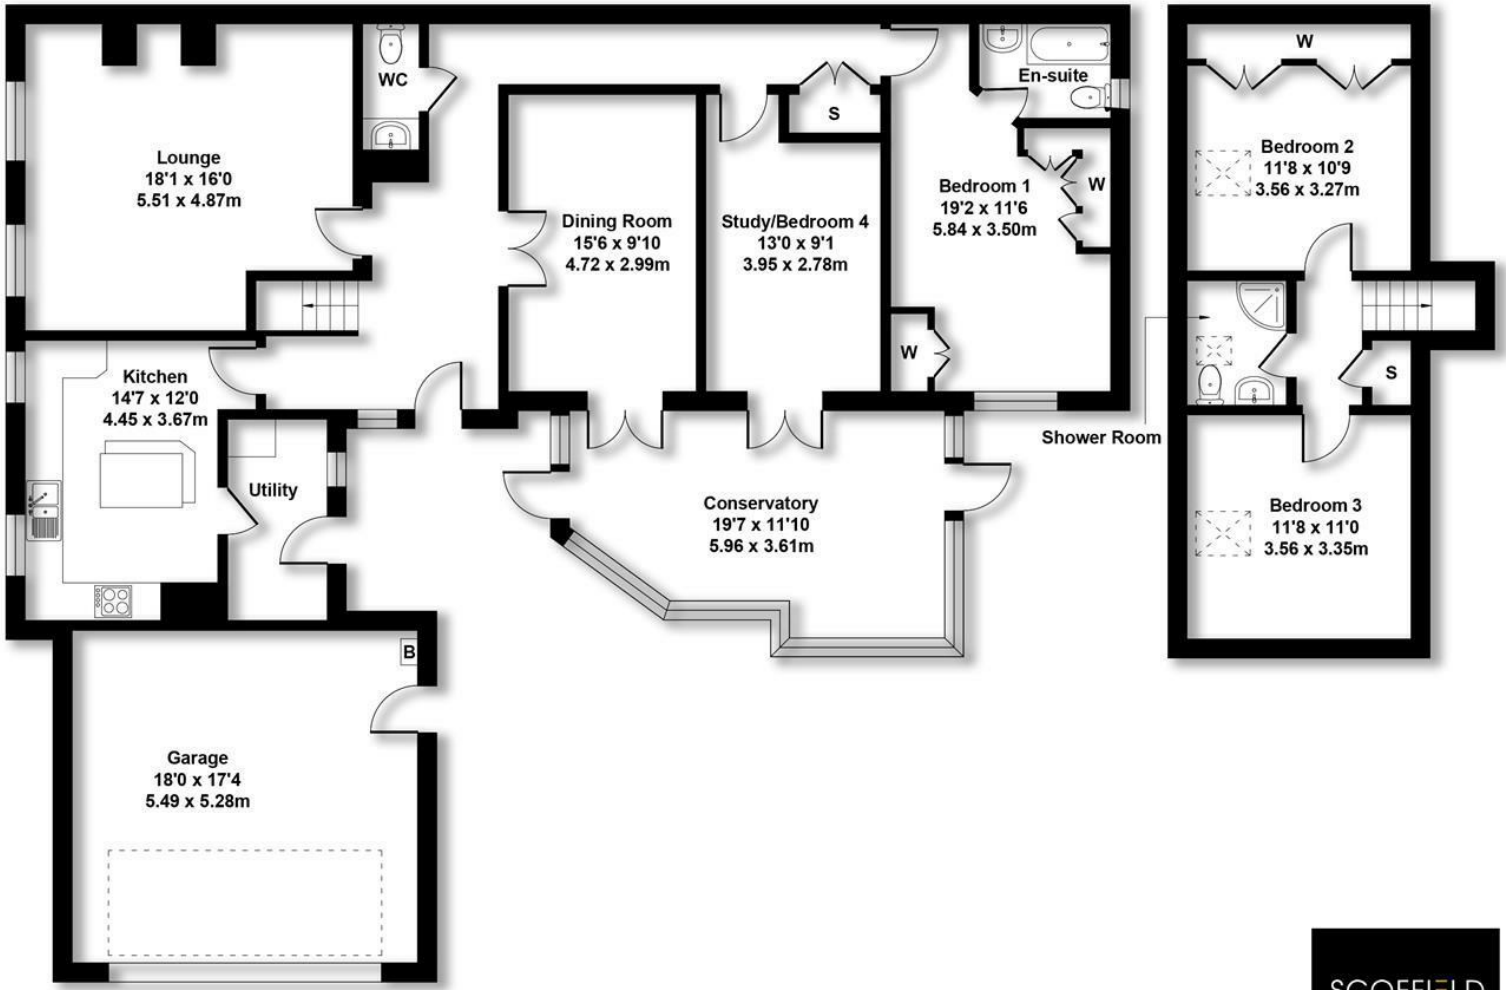 Lounge
18'1 x 16'0
5.51 x 4.87m
WC
S
En-suite
W
Bedroom 1
19'2 x 11'6
5.84 x 3.50m
W
Dining Room
15'6 x 9'10
4.72 x 2.99m
Study/Bedroom 4
13'0 x 9'1
3.95 x 2.78m
Kitchen
14'7 x 12'0
4.45 x 3.67m
Utility
Conservatory
19'7 x 11'10
5.96 x 3.61m
B
Garage
18'0 x 17'4
5.49 x 5.28m
W
Bedroom 2
11'8 x 10'9
3.56 x 3.27m
S
Shower Room
Bedroom 3
11'8 x 11'0
3.56 x 3.35m
SCOFFIELD